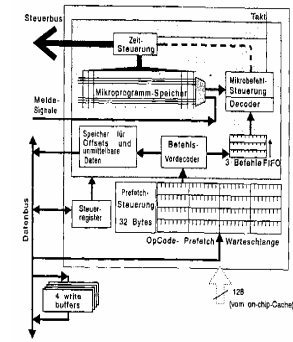 Steuerbus
Takt
Zeit-
Steuerung
Mikroprogramm-Speicher
Mikrobefehl-
Steuerung
Decoder
Melde-
Signale
Speicher für
Offsets und
unmittelbare
Daten
Befehls-
Vordecoder
3 Befehle FIFO
Datenbus
Steuer-
register
Prefetch-
Steuerung
32 Bytes
OpCode- Prefetch Warteschlange
4 write
buffers
128
(vom on-chip-Cache)